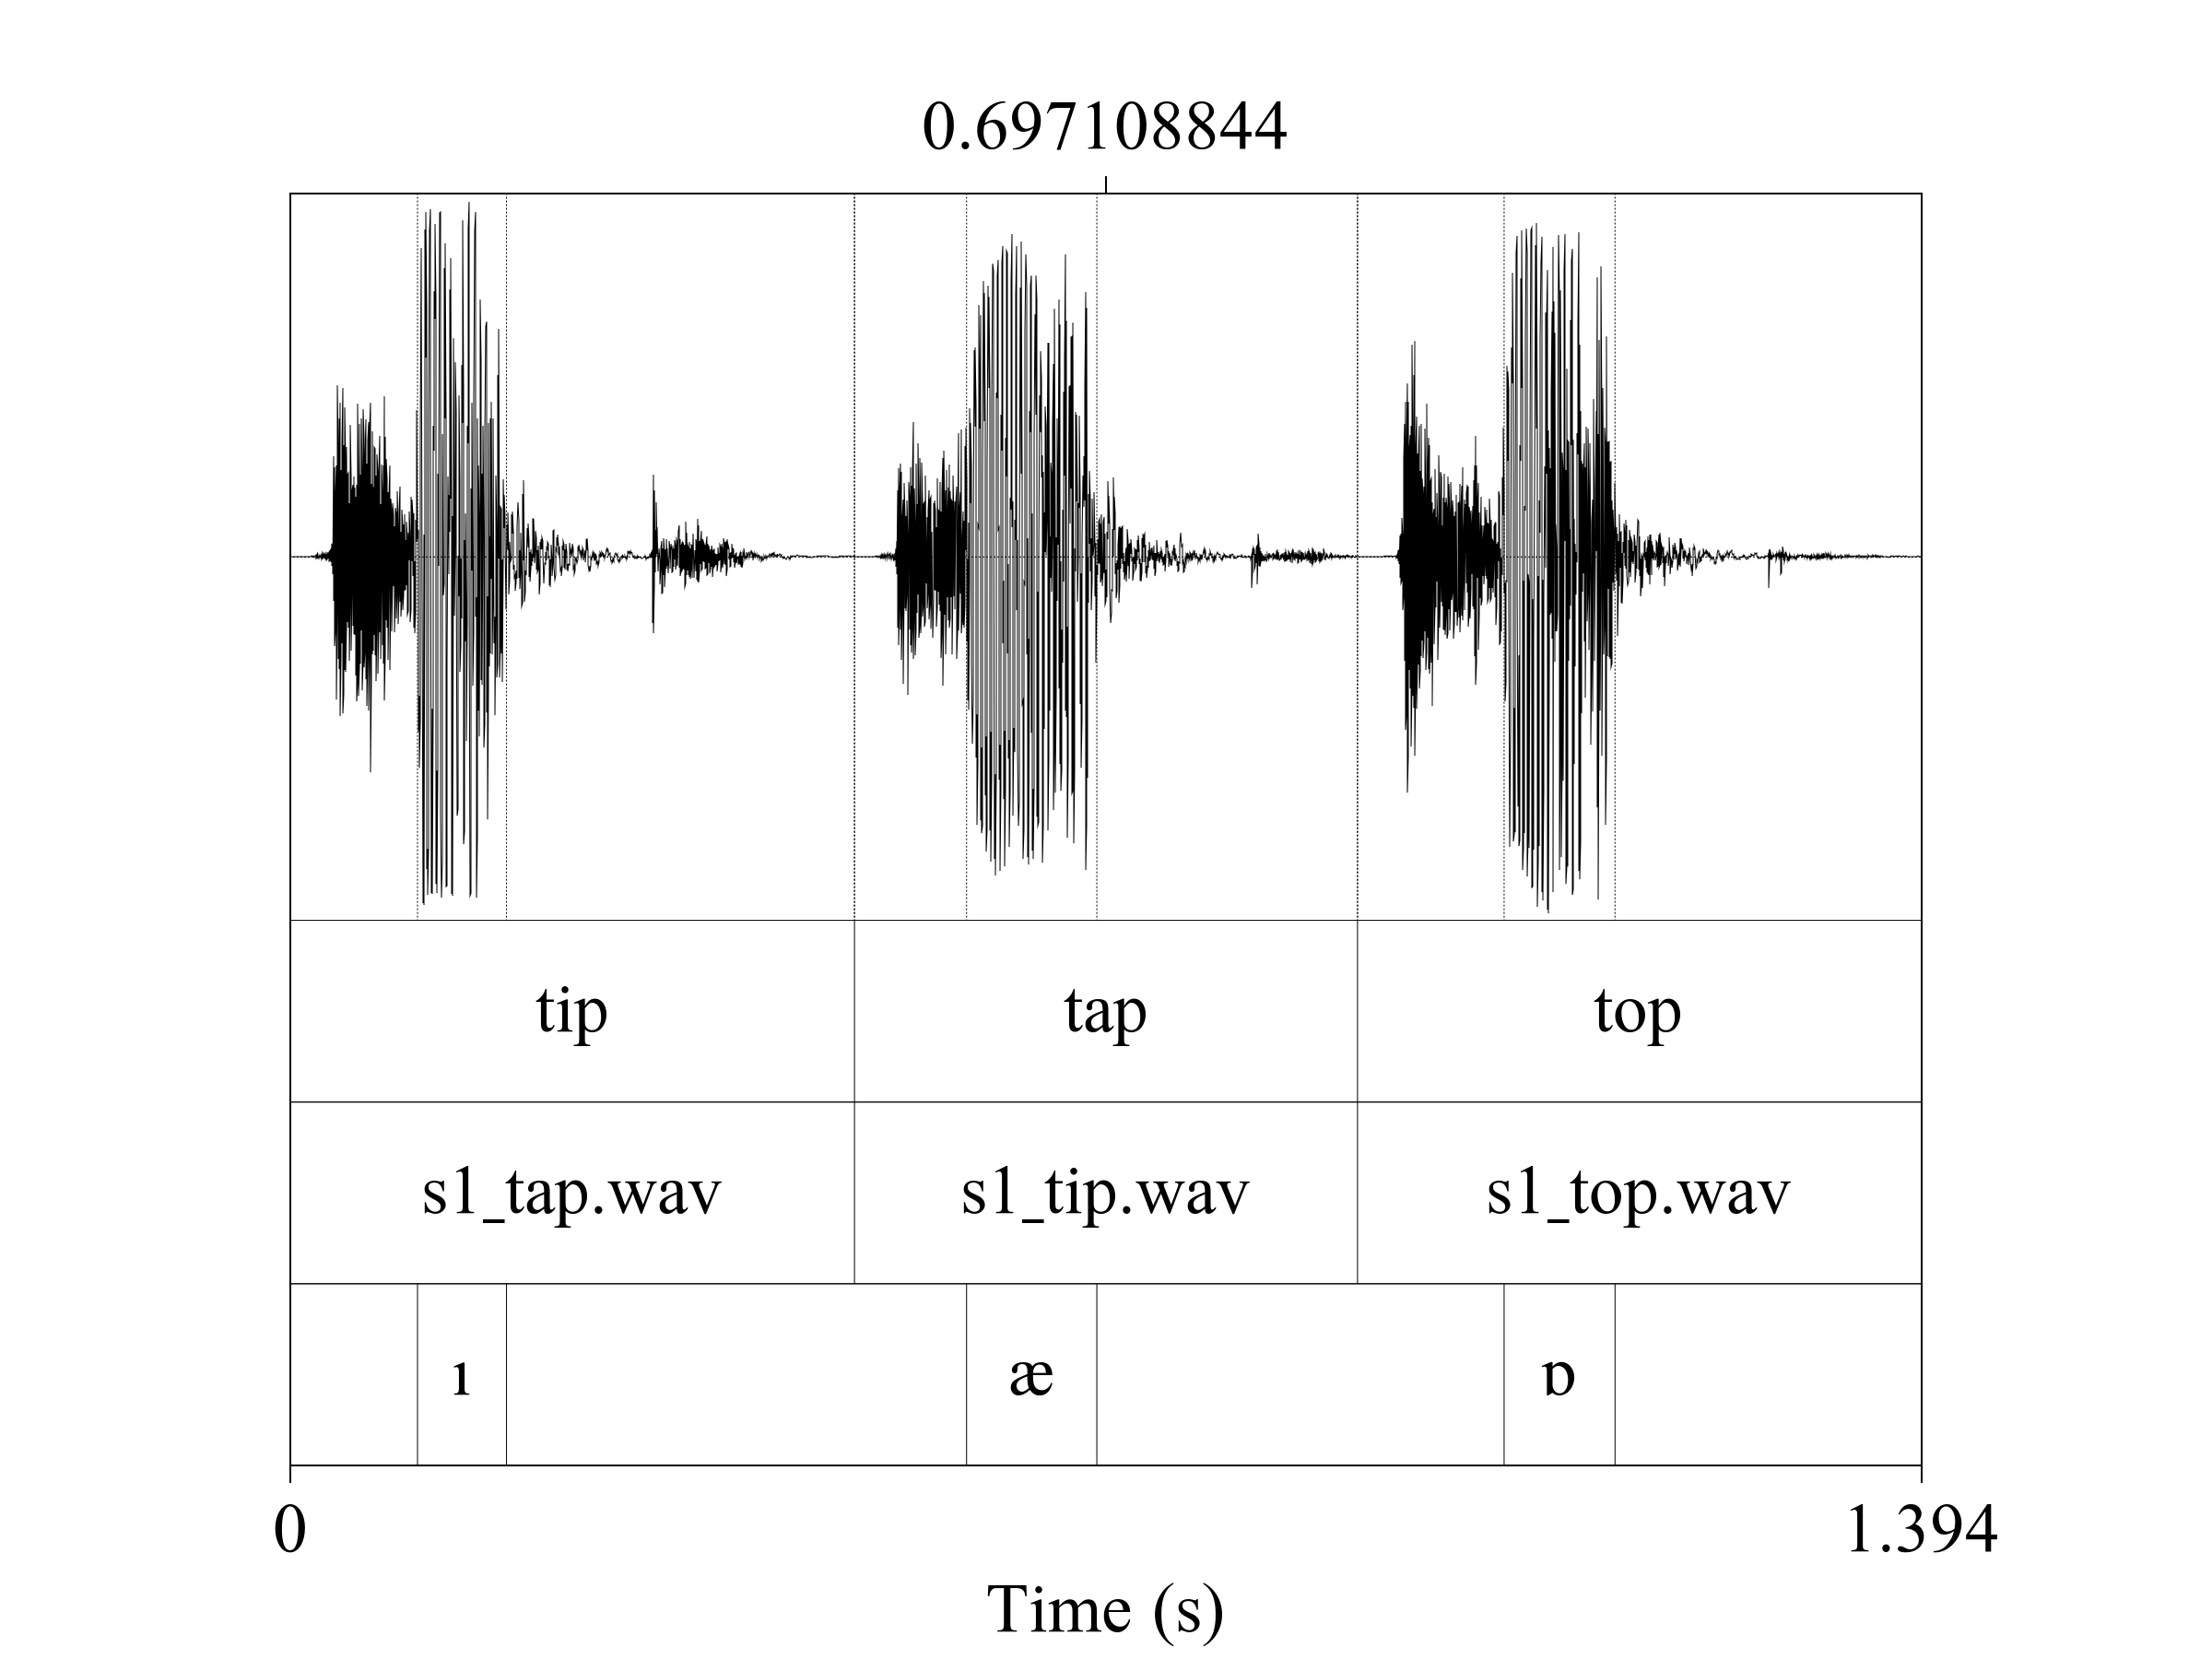 0.697108844
tip tap top
s1_tap.wav s1_tip.wav s1_top.wav
ɪ æ ɒ
0 1.394
Time (s)